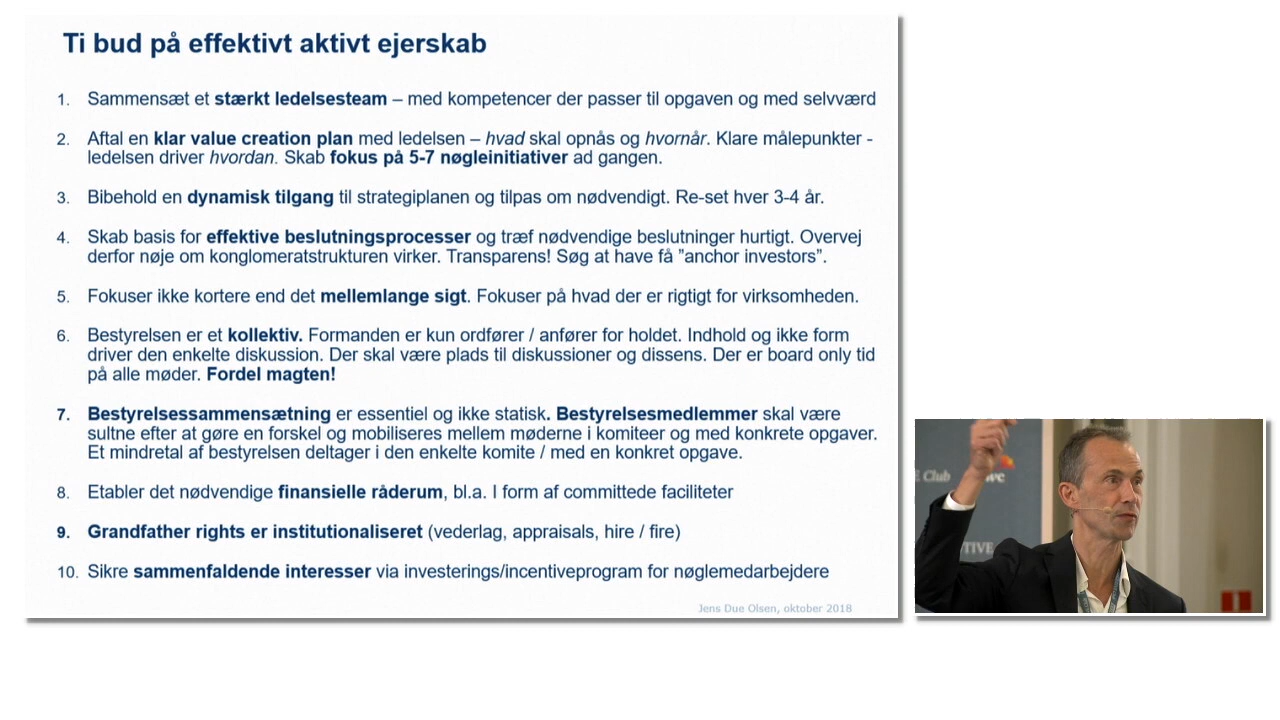 Ti bud på effektivt aktivt ejerskab
1. Sammensæt et stærkt ledelsesteam – med kompetencer der passer til opgaven og med selvværd
2. Aftal en klar value creation plan med ledelsen – hvad skal opnås og hvornår. Klare målepunkter -
ledelsen driver hvordan. Skab fokus på 5-7 nøgleinitiativer ad gangen.
3. Bibehold en dynamisk tilgang til strategiplanen og tilpas om nødvendigt. Re-set hver 3-4 år.
4. Skab basis for effektive beslutningsprocesser og træf nødvendige beslutninger hurtigt. Overvej
derfor nøje om konglomeratstrukturen virker. Transparens! Søg at have få ”anchor investors”.
5. Fokuser ikke kortere end det mellemlange sigt. Fokuser på hvad der er rigtigt for virksomheden.
6. Bestyrelsen er et kollektiv. Formanden er kun ordfører / anfører for holdet. Indhold og ikke form
driver den enkelte diskussion. Der skal være plads til diskussioner og dissens. Der er board only tid
på alle møder. Fordel magten!
7. Bestyrelsessammensætning er essentiel og ikke statisk. Bestyrelsesmedlemmer skal være
sultne efter at gøre en forskel og mobiliseres mellem møderne i komiteer og med konkrete opgaver.
Et mindretal af bestyrelsen deltager i den enkelte komite / med en konkret opgave.
8. Etabler det nødvendige finansielle råderum, bl.a. I form af committede faciliteter
9. Grandfather rights er institutionaliseret (vederlag, appraisals, hire / fire)
10. Sikre sammenfaldende interesser via investerings/incentiveprogram for nøglemedarbejdere
Jens Due Olsen, oktober 2018
Club
TIVE